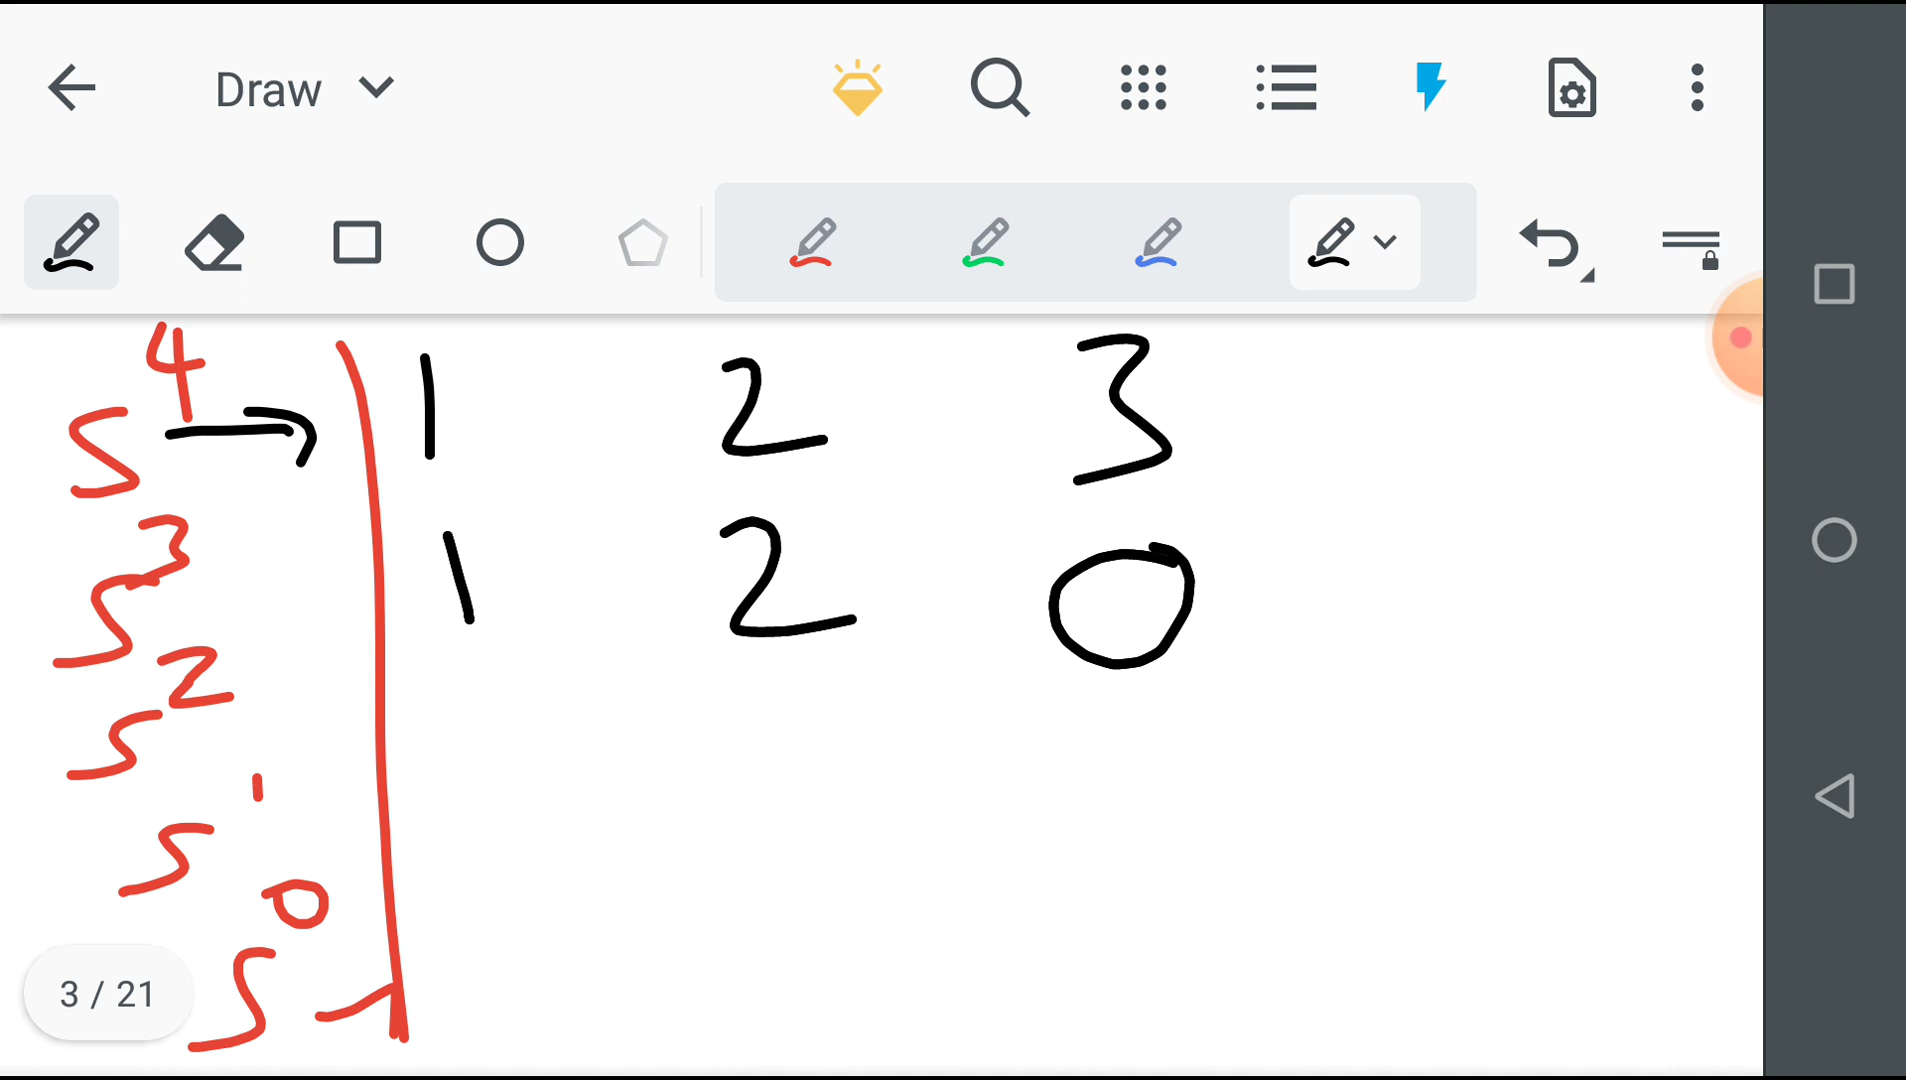 Draw
s⁴ → 1 2 3
s³ 1 2 0
s²
s¹
s⁰
3 / 21